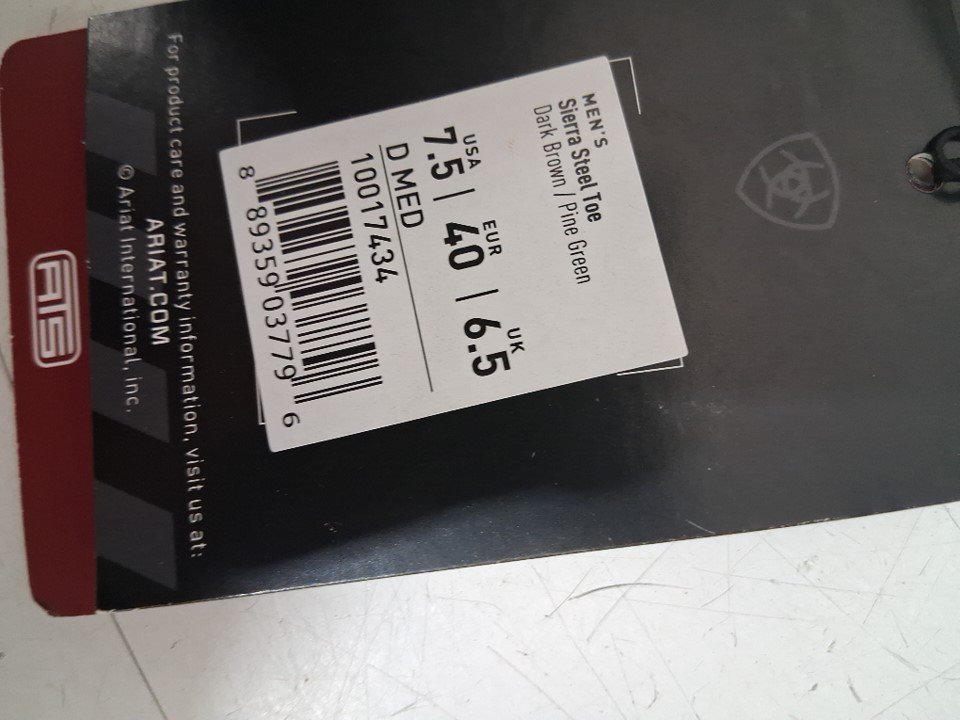 MEN'S
Sierra Steel Toe
Dark Brown / Pine Green
USA EUR UK
7.5 | 40 | 6.5
D MED
10017434
8 89359 03779 6
For product care and warranty information, visit us at:
ARIAT.COM
© Ariat International, inc.
ATS